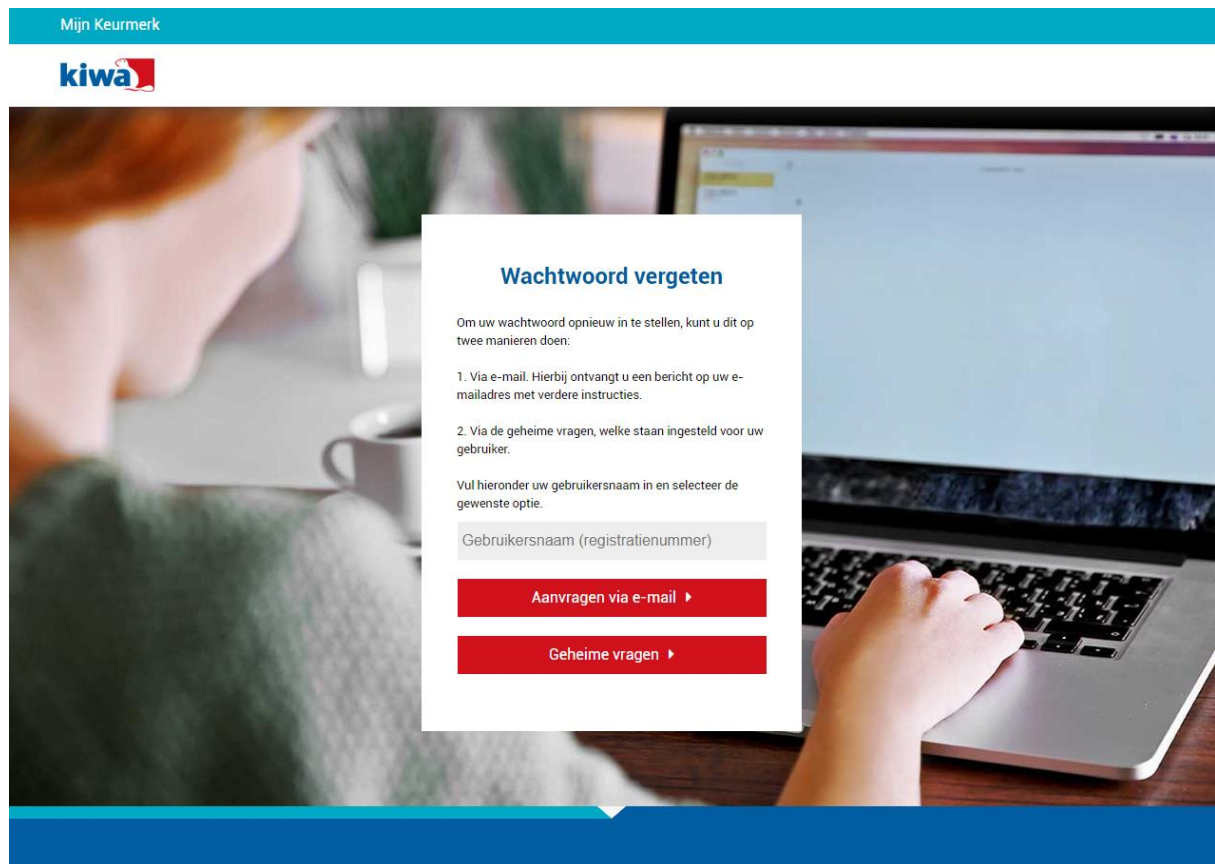 Mijn Keurmerk
kiwa
Wachtwoord vergeten
Om uw wachtwoord opnieuw in te stellen, kunt u dit op
twee manieren doen:
1. Via e-mail. Hierbij ontvangt u een bericht op uw e-
mailadres met verdere instructies.
2. Via de geheime vragen, welke staan ingesteld voor uw
gebruiker.
Vul hieronder uw gebruikersnaam in en selecteer de
gewenste optie.
Gebruikersnaam (registratienummer)
Aanvragen via e-mail
Geheime vragen